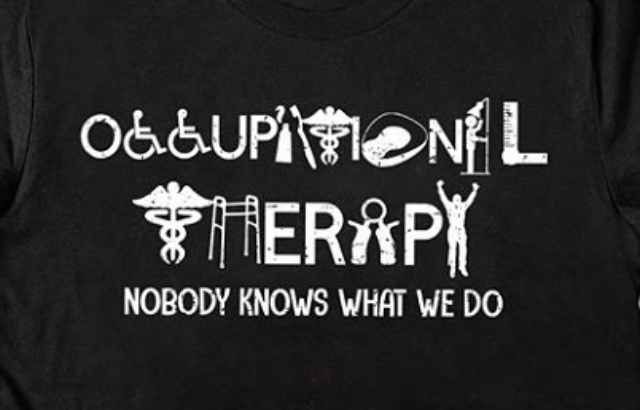 OCCUPATIONAL
THERAPY
NOBODY KNOWS WHAT WE DO